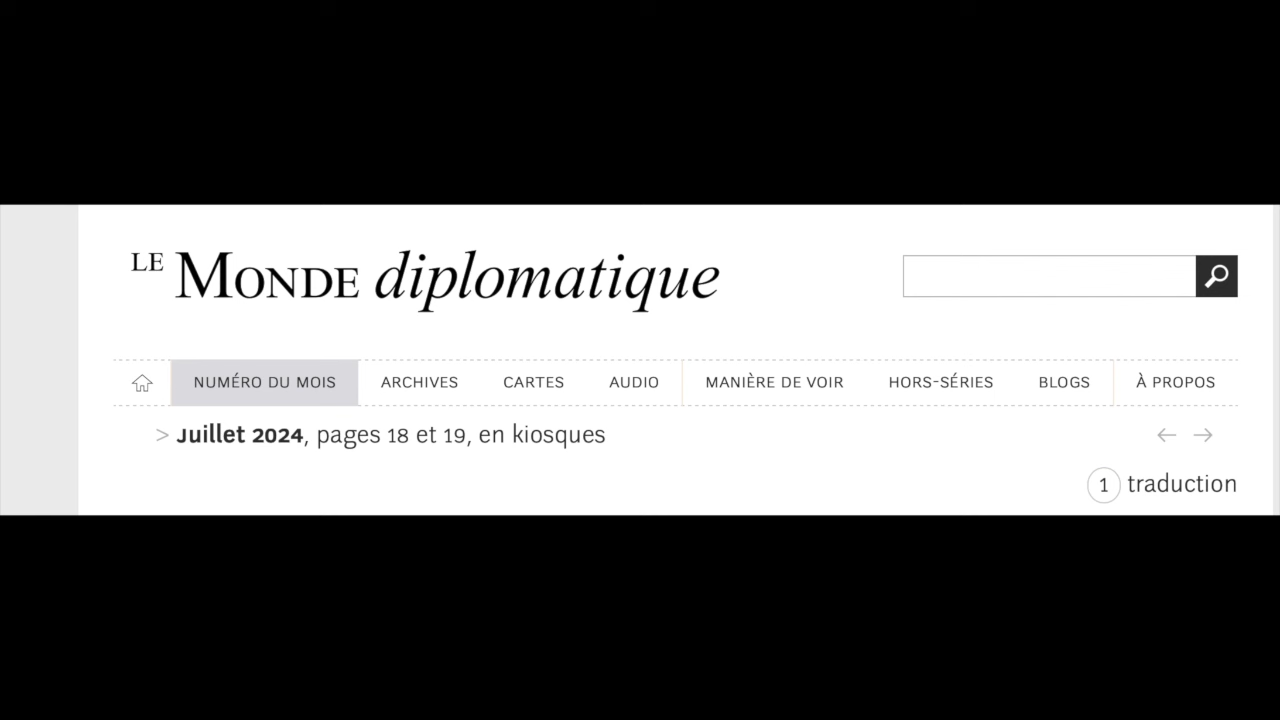 LE MONDE diplomatique
NUMÉRO DU MOIS ARCHIVES CARTES AUDIO MANIÈRE DE VOIR HORS-SÉRIES BLOGS À PROPOS
> Juillet 2024, pages 18 et 19, en kiosques ← →
1 traduction